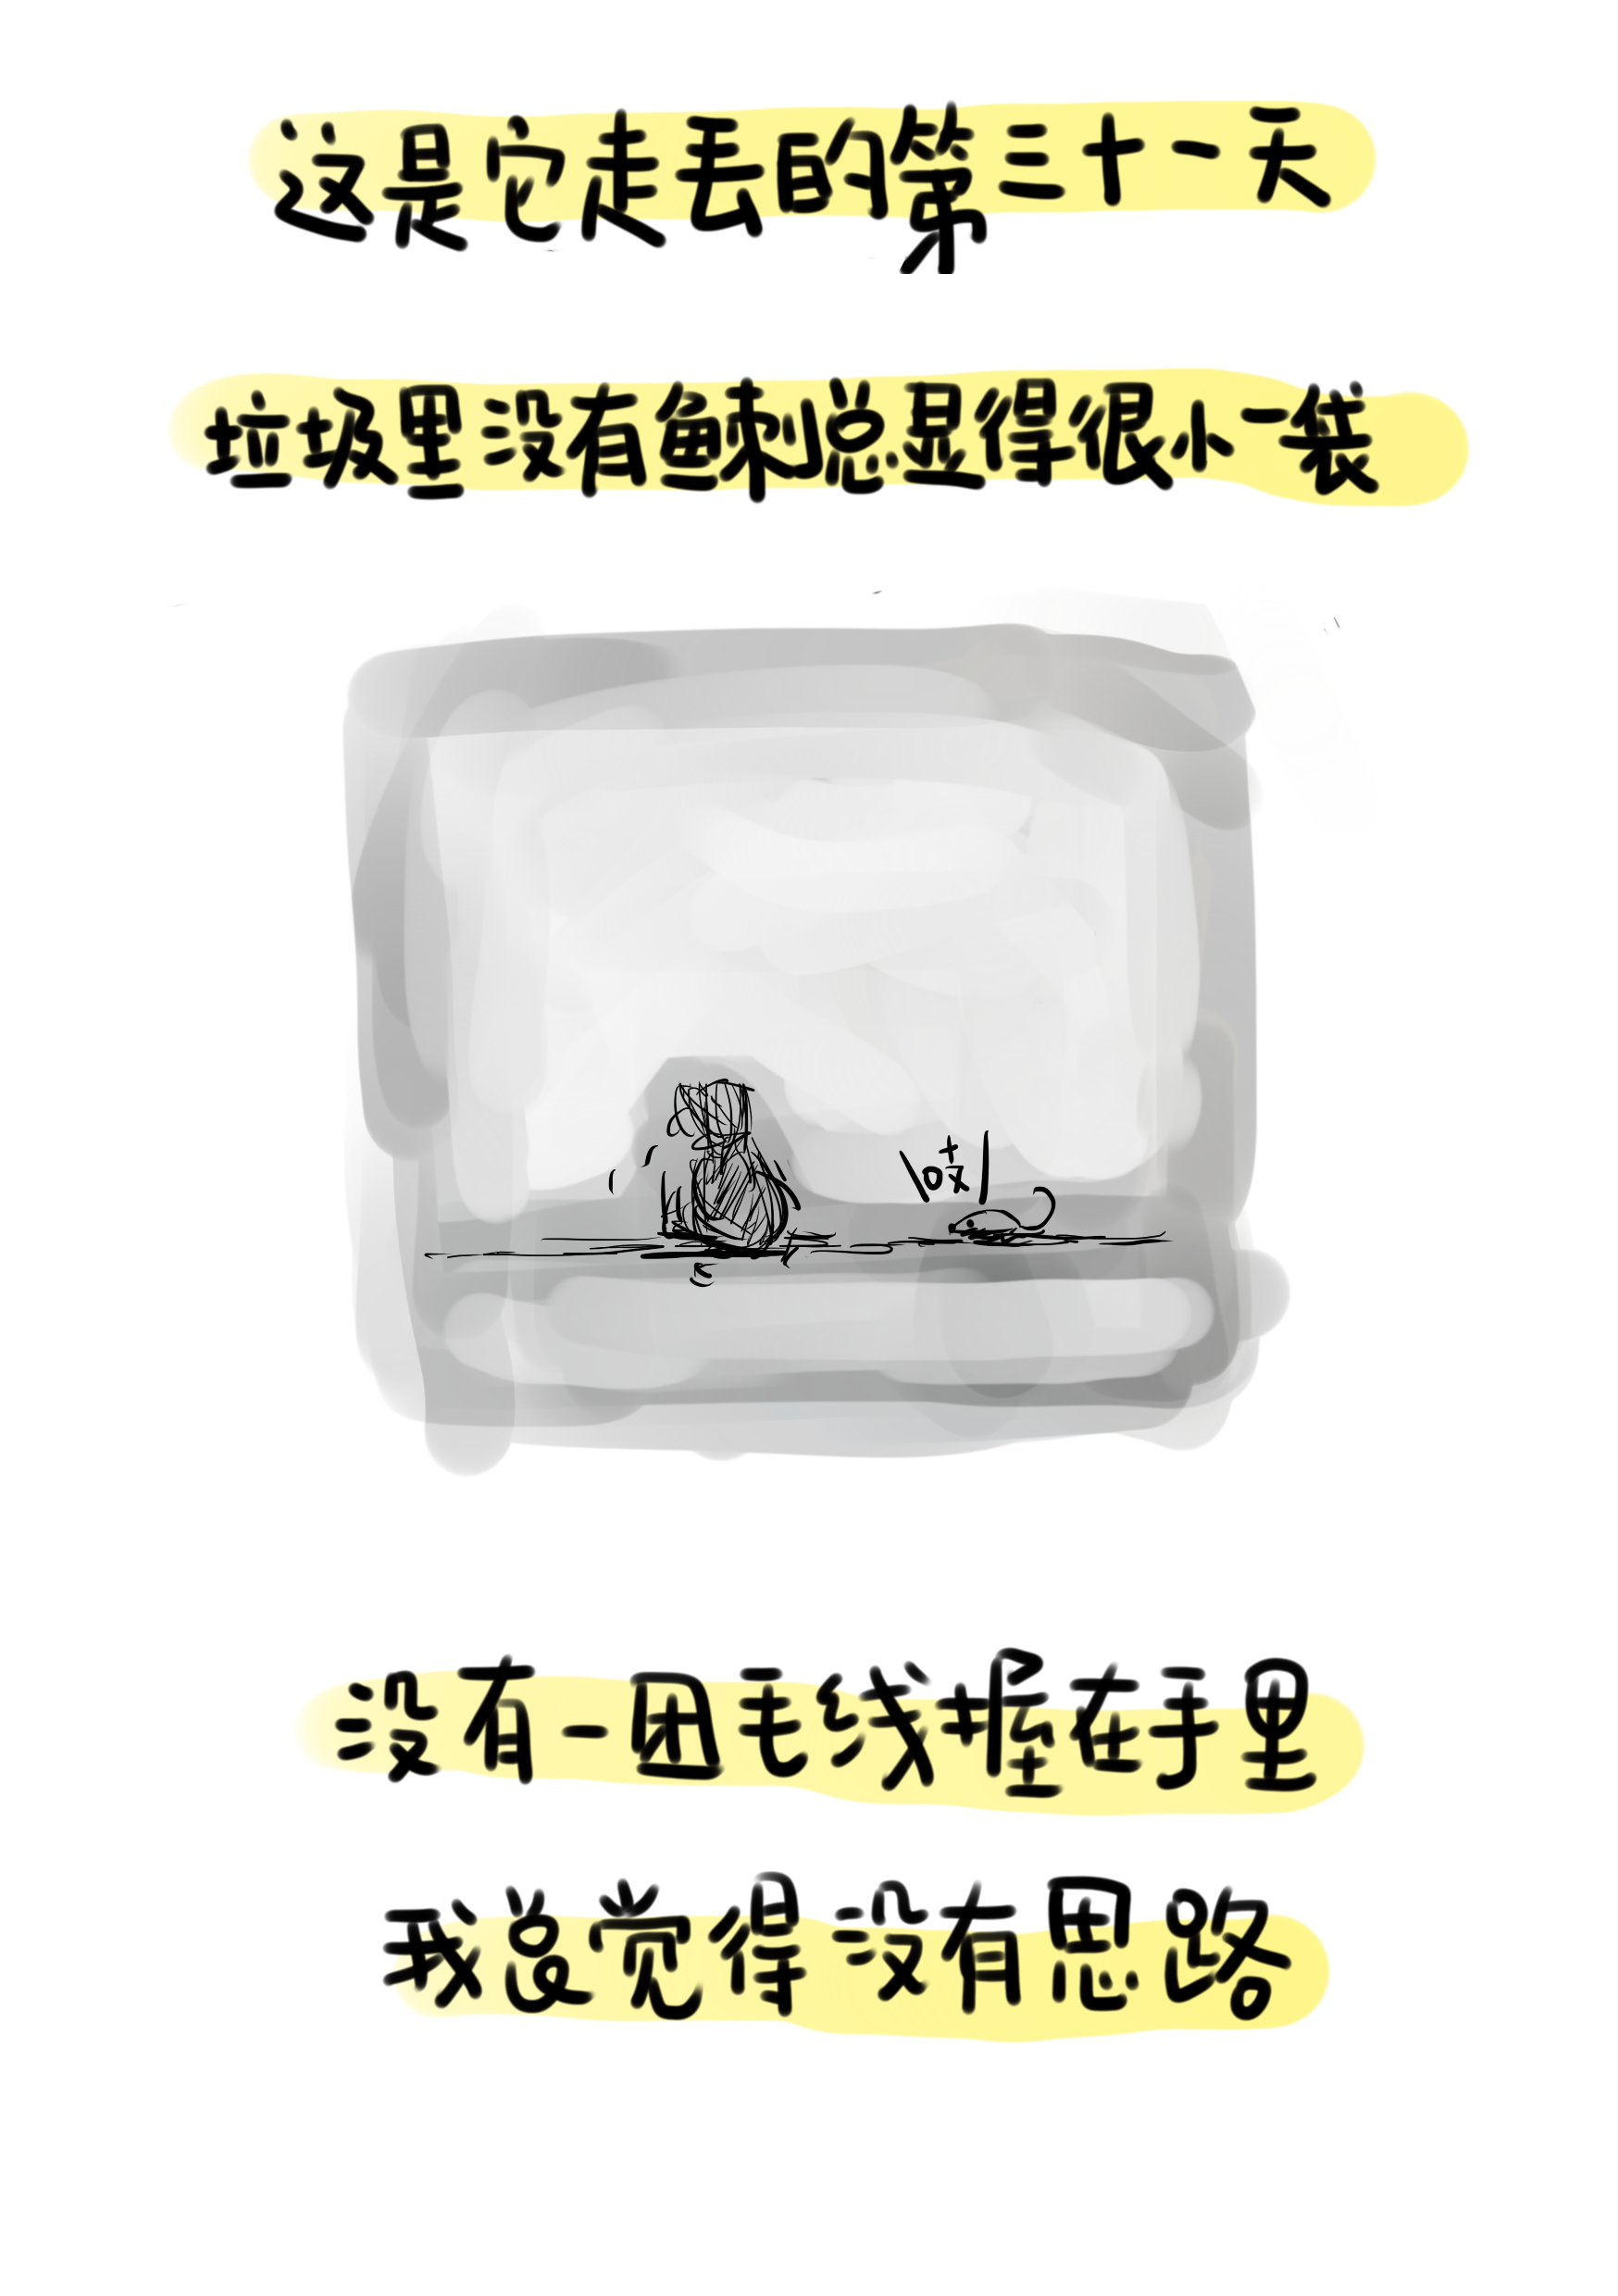 这是它走丢的第三十一天
垃圾里没有鱼刺总显得很小一袋
吱
没有一团毛线握在手里
我总觉得没有思路